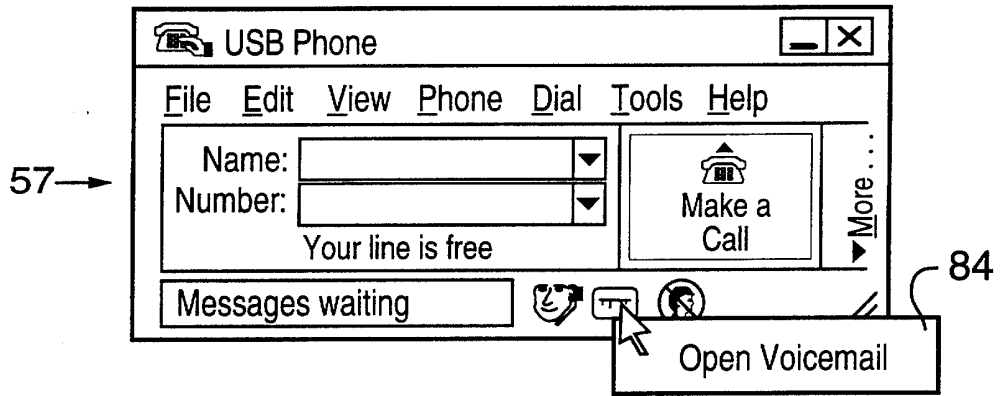 USB Phone
File Edit View Phone Dial Tools Help
57
Name:
Number:
Your line is free
Make a
Call
More ....
Messages waiting
84
Open Voicemail